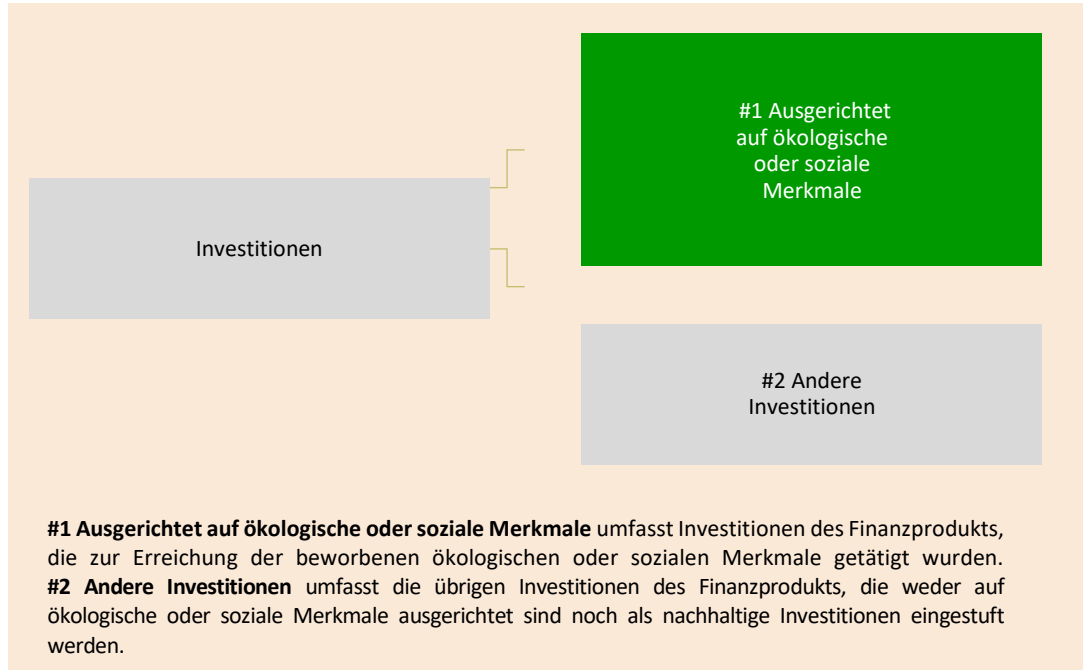 #1 Ausgerichtet
auf ökologische
oder soziale
Merkmale
Investitionen
#2 Andere
Investitionen
#1 Ausgerichtet auf ökologische oder soziale Merkmale umfasst Investitionen des Finanzprodukts,
die zur Erreichung der beworbenen ökologischen oder sozialen Merkmale getätigt wurden.
#2 Andere Investitionen umfasst die übrigen Investitionen des Finanzprodukts, die weder auf
ökologische oder soziale Merkmale ausgerichtet sind noch als nachhaltige Investitionen eingestuft
werden.